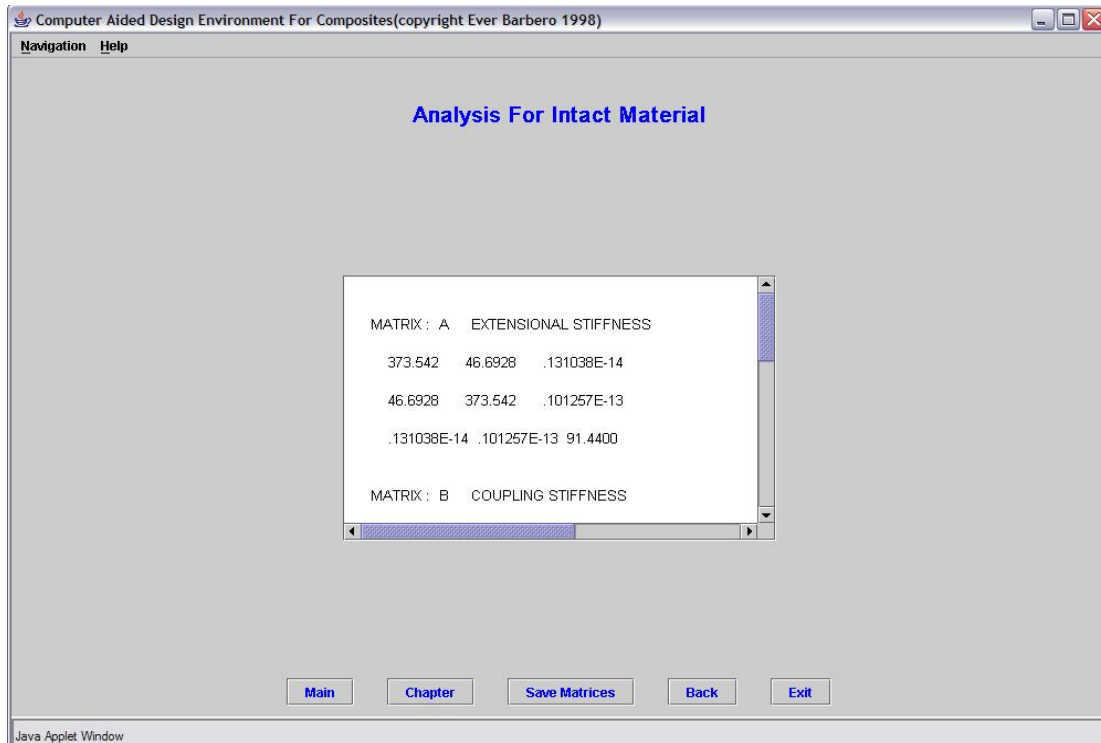 Computer Aided Design Environment For Composites(copyright Ever Barbero 1998)
Navigation Help
Analysis For Intact Material
MATRIX : A EXTENSIONAL STIFFNESS
373.542 46.6928 .131038E-14
46.6928 373.542 .101257E-13
.131038E-14 .101257E-13 91.4400
MATRIX : B COUPLING STIFFNESS
Main Chapter Save Matrices Back Exit
Java Applet Window